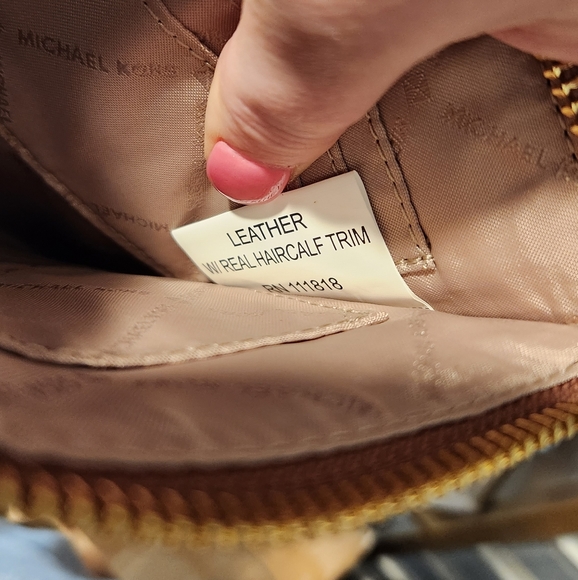 MICHAEL KORS
MICHAEL
LEATHER
W/ REAL HAIRCALF TRIM
RN 111818